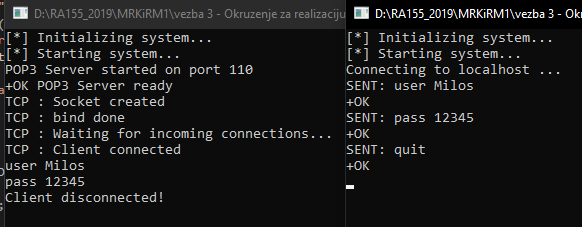 D:\RA155_2019\MRKiRM1\vezba 3 - Okruzenje za realizaciju
[*] Initializing system...
[*] Starting system...
POP3 Server started on port 110
+OK POP3 Server ready
TCP : Socket created
TCP : bind done
TCP : Waiting for incoming connections...
TCP : Client connected
user Milos
pass 12345
Client disconnected!
D:\RA155_2019\MRKiRM1\vezba 3 - Okruzenje za
[*] Initializing system...
[*] Starting system...
Connecting to localhost ...
SENT: user Milos
+OK
SENT: pass 12345
+OK
SENT: quit
+OK